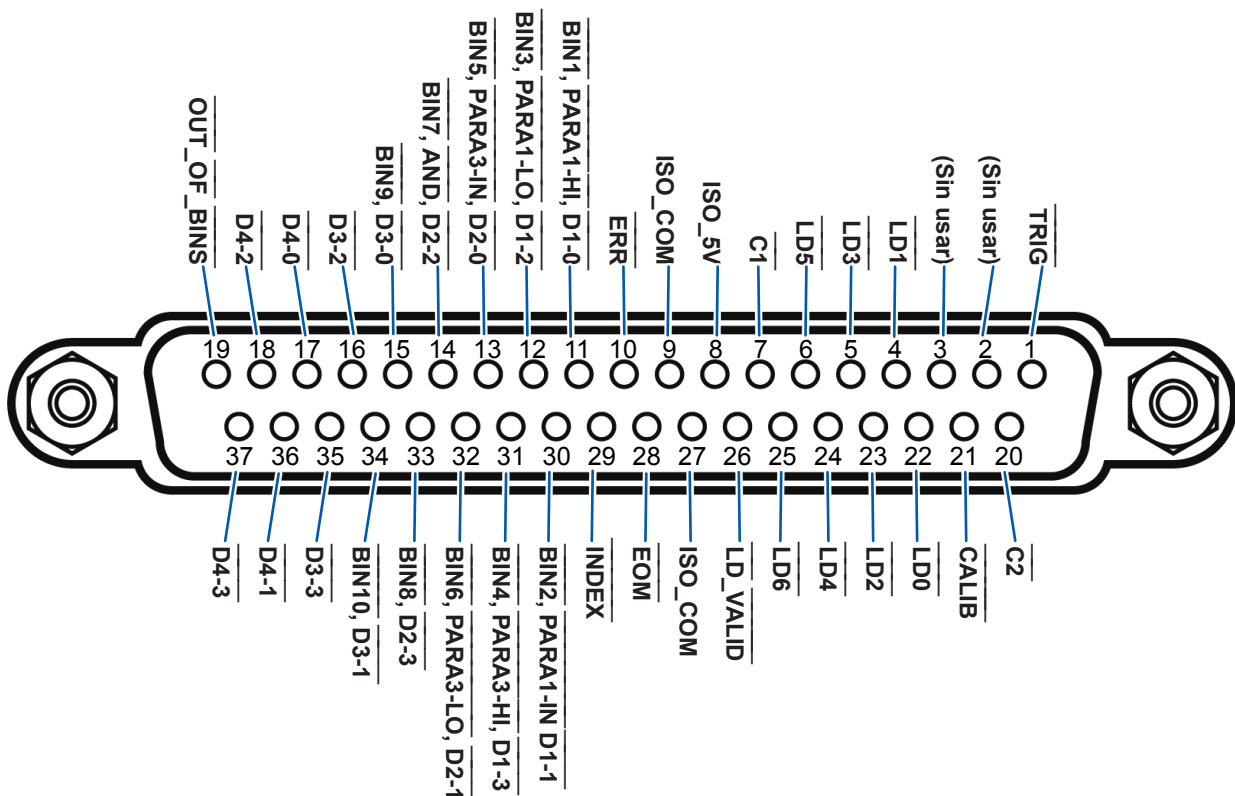 OUT_OF_BINS
D4-2
D4-0
D3-2
BIN9, D3-0
BIN7, AND, D2-2
BIN5, PARA3-IN, D2-0
BIN3, PARA1-LO, D1-2
BIN1, PARA1-HI, D1-0
ERR
ISO_COM
ISO_5V
C1
LD5
LD3
LD1
(Sin usar)
(Sin usar)
TRIG
19 18 17 16 15 14 13 12 11 10 9 8 7 6 5 4 3 2 1
37 36 35 34 33 32 31 30 29 28 27 26 25 24 23 22 21 20
D4-3
D4-1
D3-3
BIN10, D3-1
BIN8, D2-3
BIN6, PARA3-LO, D2-1
BIN4, PARA3-HI, D1-3
BIN2, PARA1-IN D1-1
INDEX
EOM
ISO_COM
LD_VALID
LD6
LD4
LD2
LD0
CALIB
C2